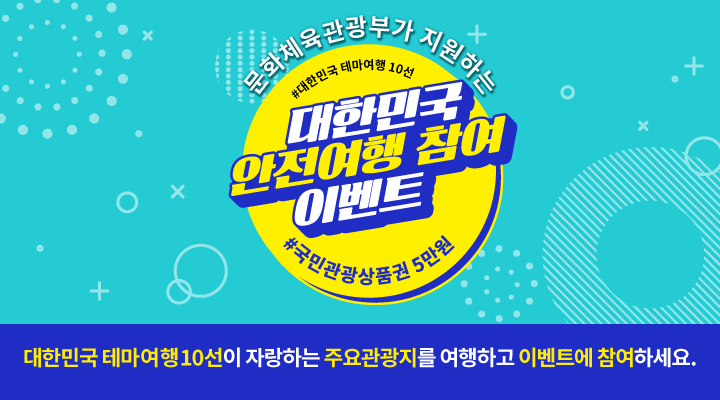 문화체육관광부가 지원하는
#대한민국 테마여행 10선
대한민국
안전여행 참여
이벤트
#국민관광상품권 5만원
대한민국 테마여행10선이 자랑하는 주요관광지를 여행하고 이벤트에 참여하세요.